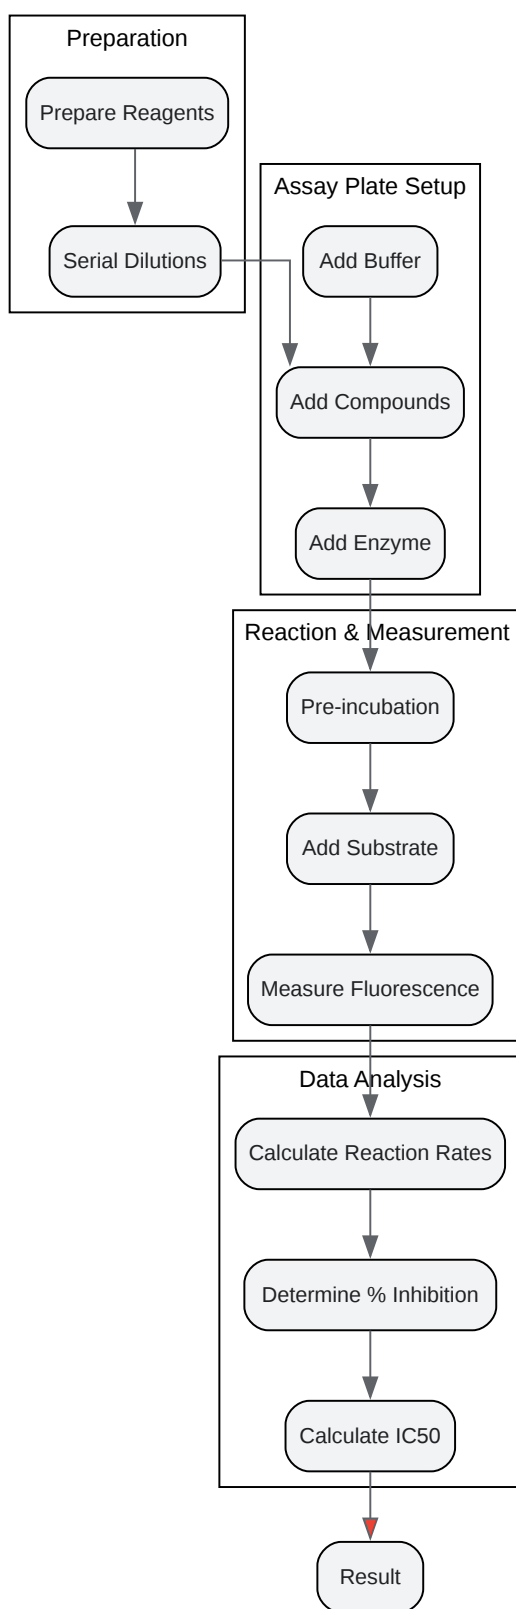 Preparation
Prepare Reagents
Serial Dilutions
Assay Plate Setup
Add Buffer
Add Compounds
Add Enzyme
Reaction & Measurement
Pre-incubation
Add Substrate
Measure Fluorescence
Data Analysis
Calculate Reaction Rates
Determine % Inhibition
Calculate IC50
Result